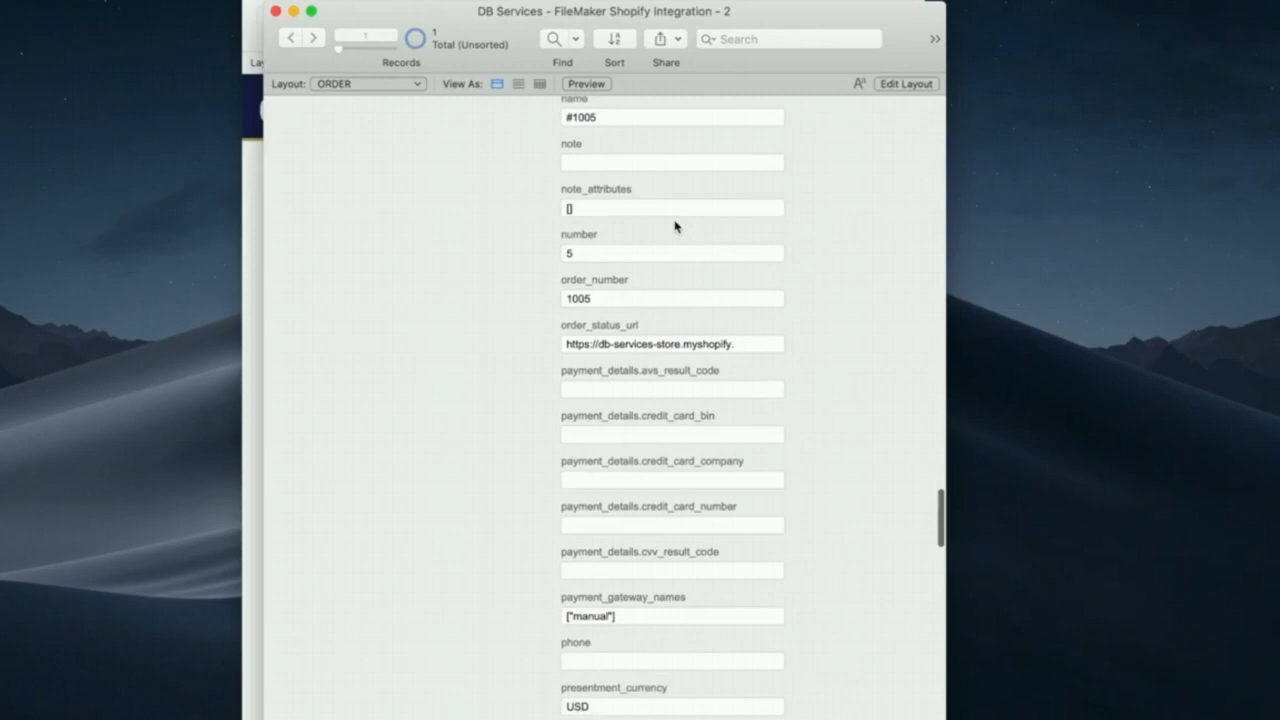 DB Services - FileMaker Shopify Integration - 2
1
1
Total (Unsorted)
Search
Records
Find
Sort
Share
Layout:
ORDER
View As:
Preview
Edit Layout
name
#1005
note
note_attributes
[]
number
5
order_number
1005
order_status_url
https://db-services-store.myshopify.
payment_details.avs_result_code
payment_details.credit_card_bin
payment_details.credit_card_company
payment_details.credit_card_number
payment_details.cvv_result_code
payment_gateway_names
["manual"]
phone
presentment_currency
USD